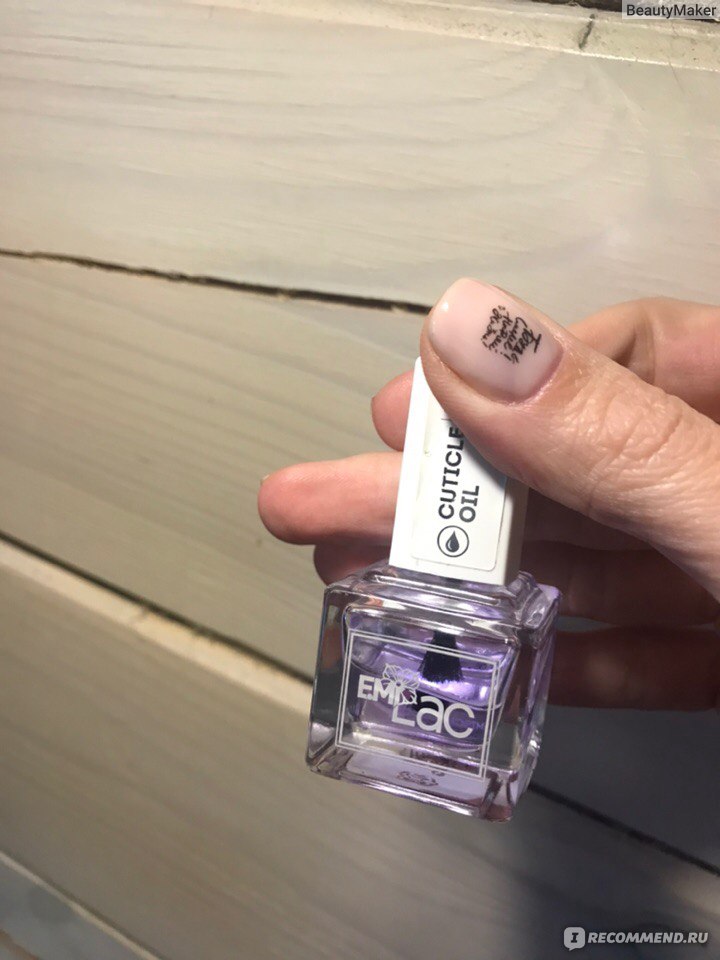 BeautyMaker
CUTICLE
OIL
EMi
Lac
I RECOMMEND.RU